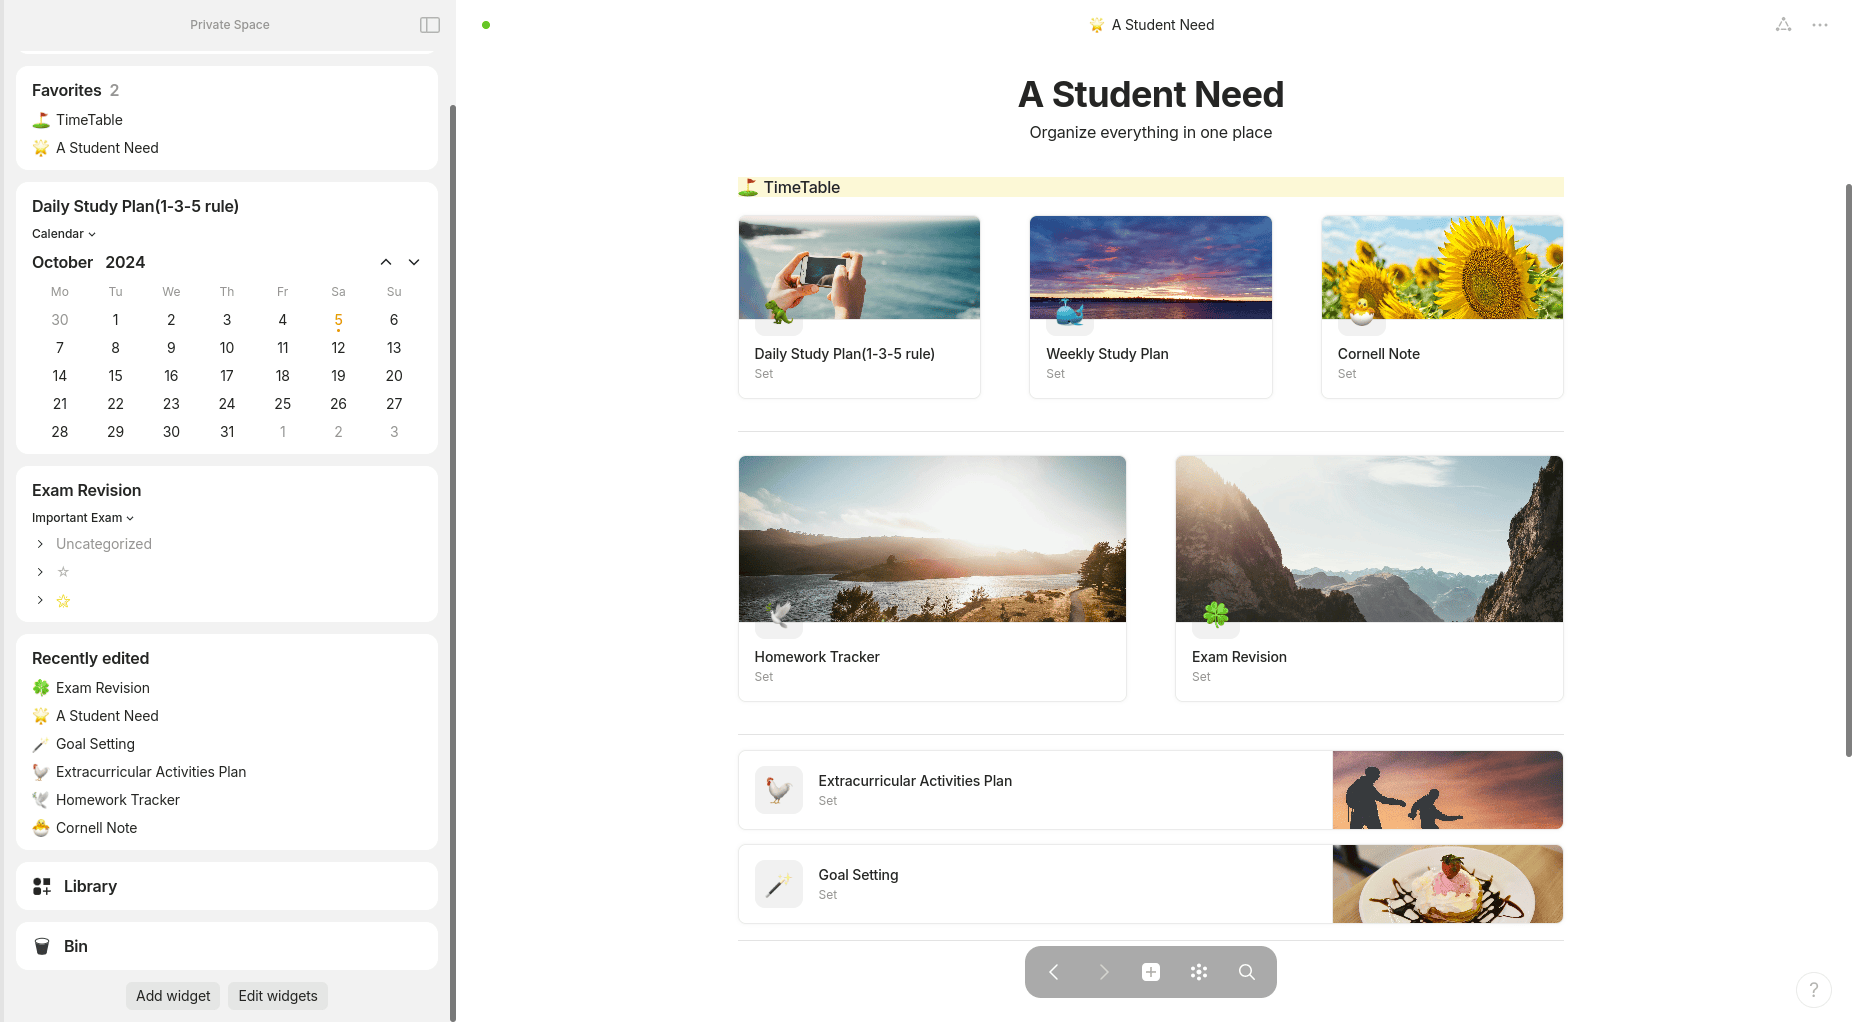 Private Space
Favorites 2
TimeTable
A Student Need
Daily Study Plan(1-3-5 rule)
Calendar
October 2024
Mo Tu We Th Fr Sa Su
30 1 2 3 4 5 6
7 8 9 10 11 12 13
14 15 16 17 18 19 20
21 22 23 24 25 26 27
28 29 30 31 1 2 3
Exam Revision
Important Exam
Uncategorized
Recently edited
Exam Revision
A Student Need
Goal Setting
Extracurricular Activities Plan
Homework Tracker
Cornell Note
Library
Bin
Add widget Edit widgets
A Student Need
A Student Need
Organize everything in one place
TimeTable
Daily Study Plan(1-3-5 rule)
Set
Weekly Study Plan
Set
Cornell Note
Set
Homework Tracker
Set
Exam Revision
Set
Extracurricular Activities Plan
Set
Goal Setting
Set
?